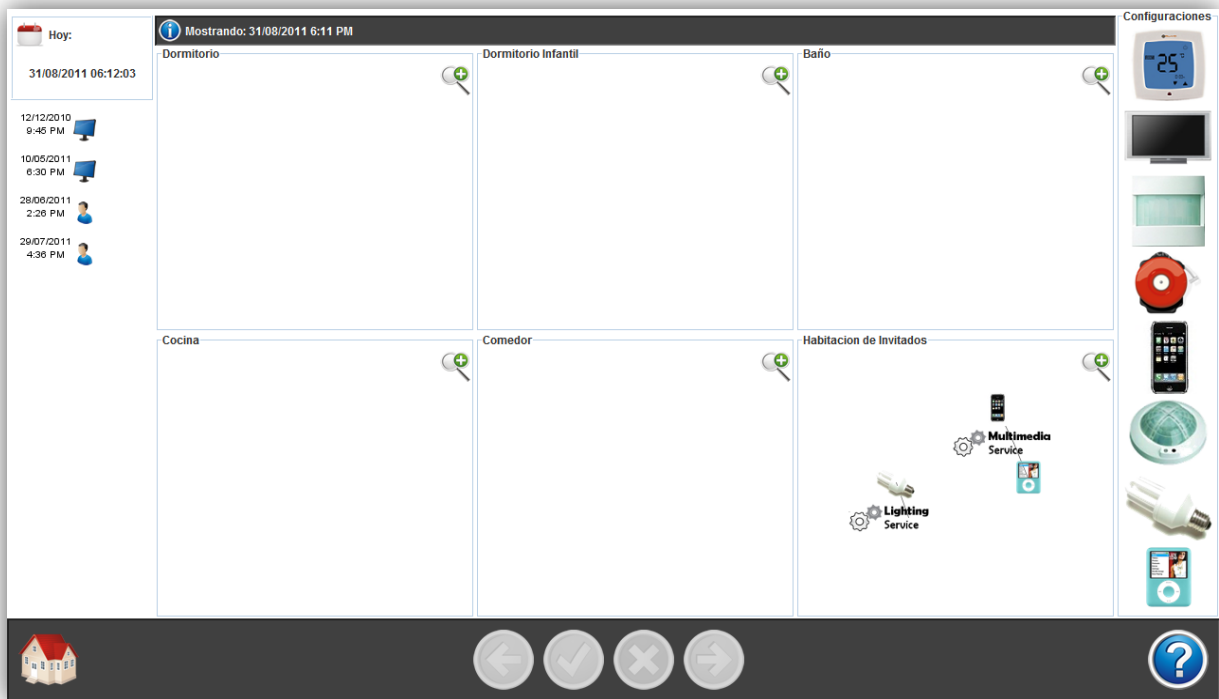 Hoy:
31/08/2011 06:12:03
12/12/2010
9:45 PM
10/05/2011
6:30 PM
28/06/2011
2:26 PM
29/07/2011
4:36 PM
Mostrando: 31/08/2011 6:11 PM
Dormitorio
Dormitorio Infantil
Baño
Cocina
Comedor
Habitacion de Invitados
Multimedia
Service
Lighting
Service
Configuraciones
25